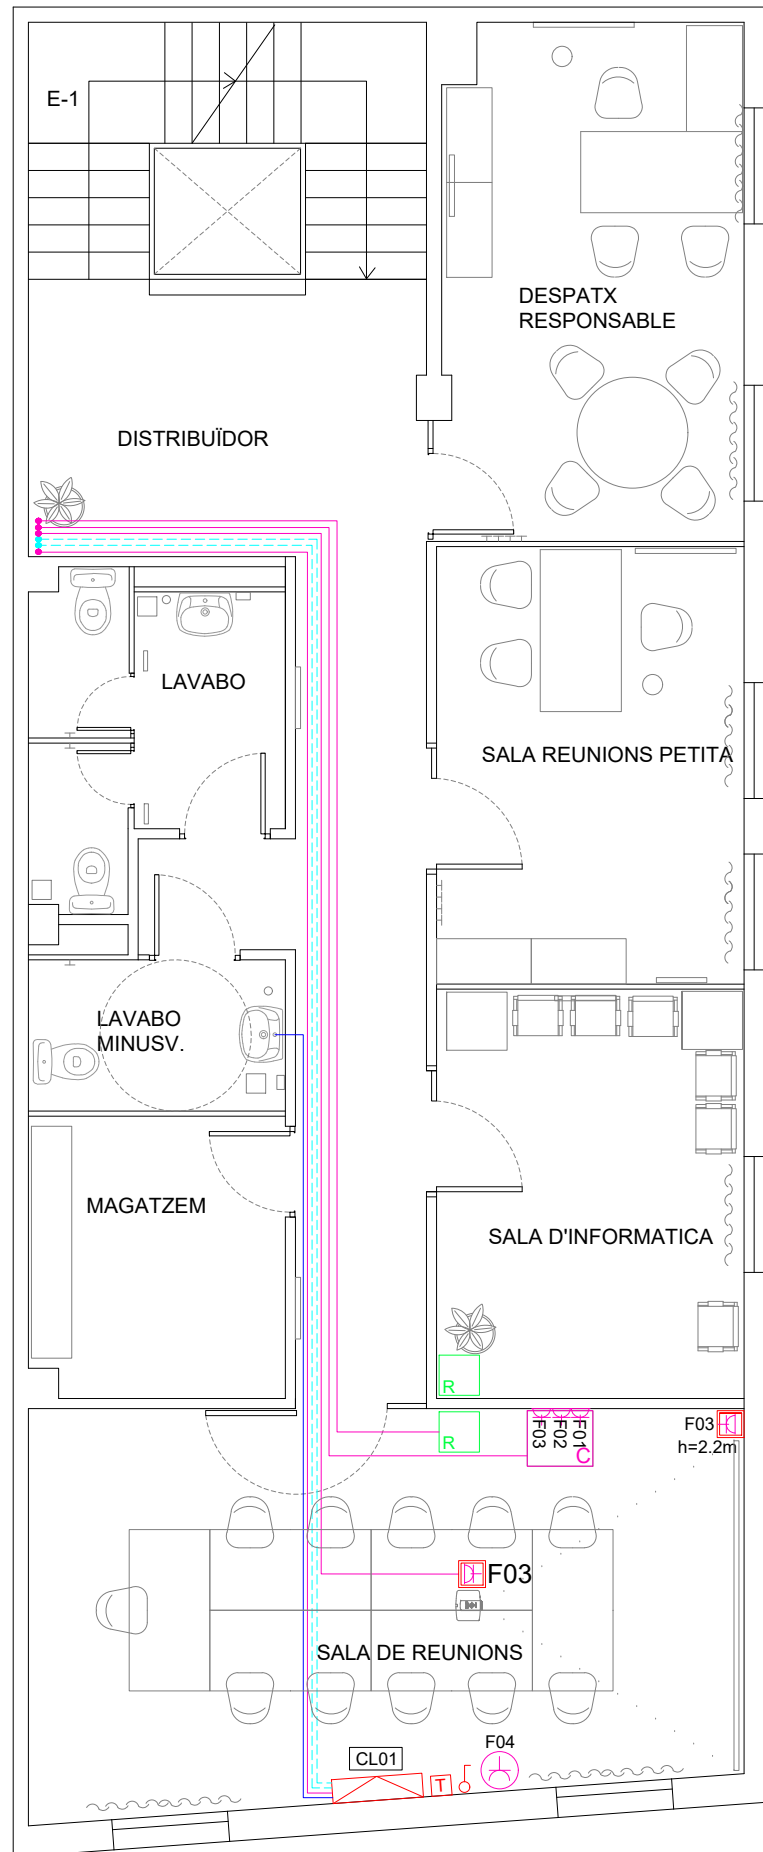 E-1
DESPATX
RESPONSABLE
DISTRIBUÏDOR
LAVABO
SALA REUNIONS PETITA
LAVABO
MINUSV.
MAGATZEM
SALA D'INFORMATICA
R
R
F03
F02
F01
C
F03
h=2.2m
F03
SALA DE REUNIONS
F04
CL01
T